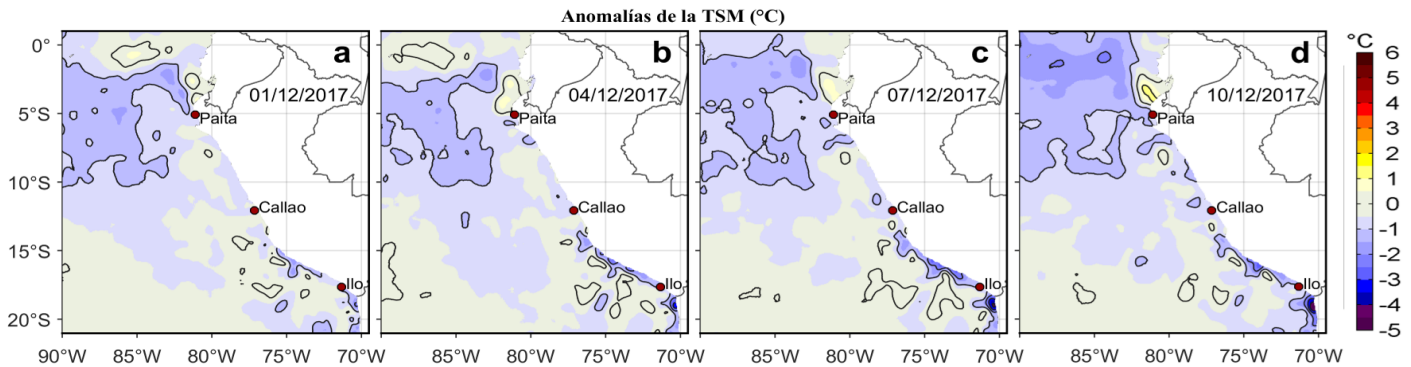 Anomalías de la TSM (°C)
a
01/12/2017
Paita
Callao
Ilo
b
04/12/2017
Paita
Callao
Ilo
c
07/12/2017
Paita
Callao
Ilo
d
10/12/2017
Paita
Callao
Ilo
0°
5°S
10°S
15°S
20°S
90°W 85°W 80°W 75°W 70°W
85°W 80°W 75°W 70°W
85°W 80°W 75°W 70°W
85°W 80°W 75°W 70°W
°C
6
5
4
3
2
1
0
-1
-2
-3
-4
-5